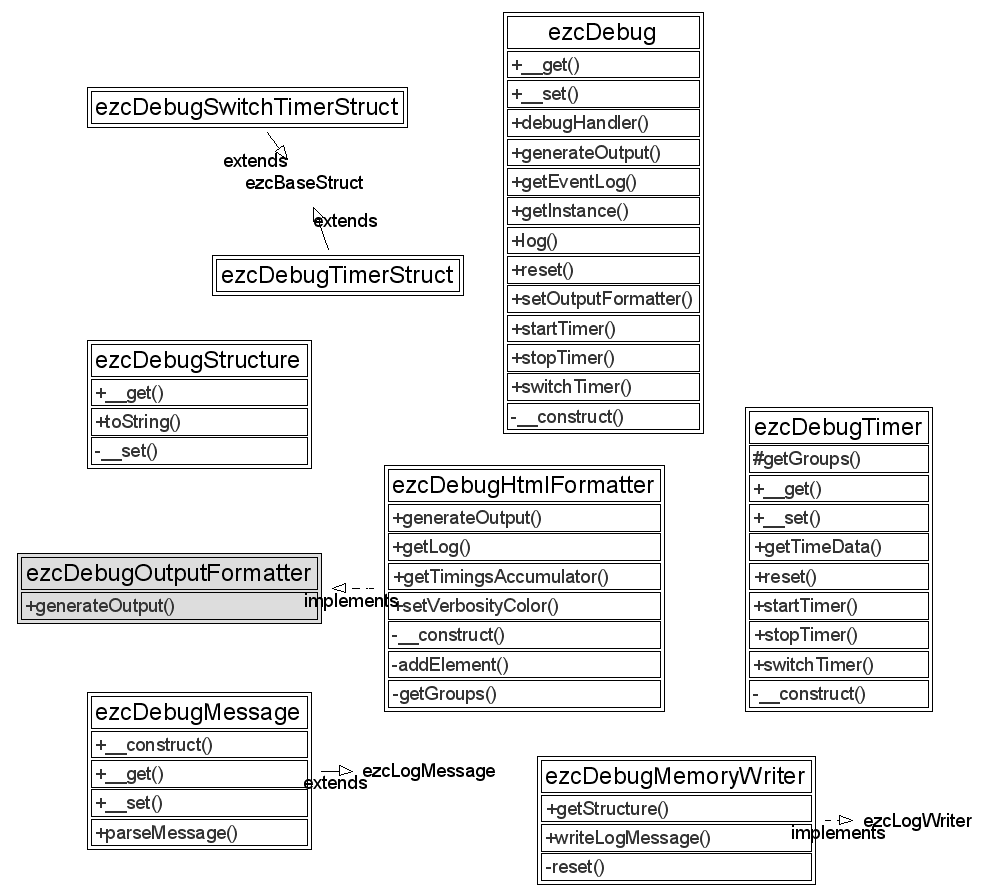 ezcDebug
+__get()
+__set()
+debugHandler()
+generateOutput()
+getEventLog()
+getInstance()
+log()
+reset()
+setOutputFormatter()
+startTimer()
+stopTimer()
+switchTimer()
-__construct()
ezcDebugSwitchTimerStruct
extends
ezcBaseStruct
extends
ezcDebugTimerStruct
ezcDebugStructure
+__get()
+toString()
-__set()
ezcDebugTimer
#getGroups()
+__get()
+__set()
+getTimeData()
+reset()
+startTimer()
+stopTimer()
+switchTimer()
-__construct()
ezcDebugHtmlFormatter
+generateOutput()
+getLog()
+getTimingsAccumulator()
+setVerbosityColor()
-__construct()
-addElement()
-getGroups()
implements
ezcDebugOutputFormatter
+generateOutput()
ezcDebugMessage
+__construct()
+__get()
+__set()
+parseMessage()
extends
ezcLogMessage
ezcDebugMemoryWriter
+getStructure()
+writeLogMessage()
-reset()
implements
ezcLogWriter